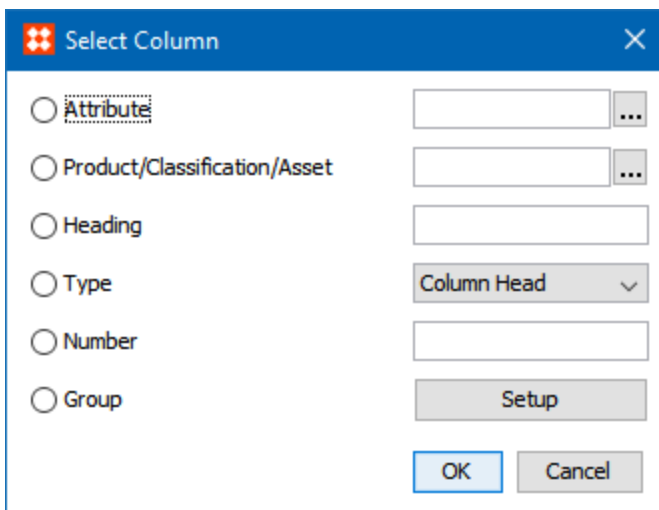 Select Column
Attribute ...
Product/Classification/Asset ...
Heading
Type Column Head
Number
Group Setup
OK Cancel